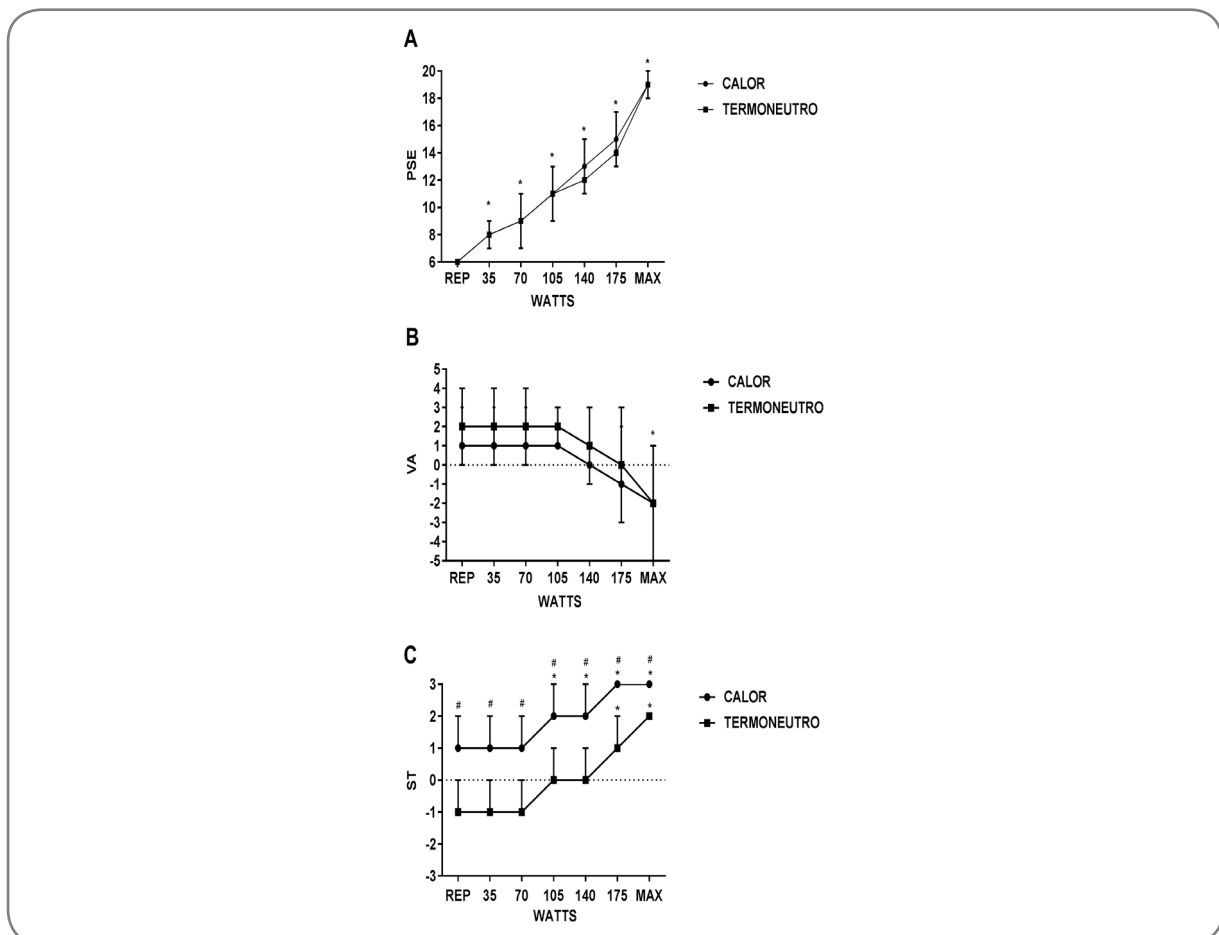 A
*
20
CALOR
18
*
TERMONEUTRO
16
*
14
*
PSE
12
*
10
*
8
6
REP 35 70 105 140 175 MAX
WATTS
B
5
CALOR
4
3
TERMONEUTRO
2
*
1
VA
0
-1
-2
-3
-4
-5
REP 35 70 105 140 175 MAX
WATTS
C
# # # #
* * * *
3
CALOR
# # #
2
* *
TERMONEUTRO
1
ST
0
-1
-2
-3
REP 35 70 105 140 175 MAX
WATTS